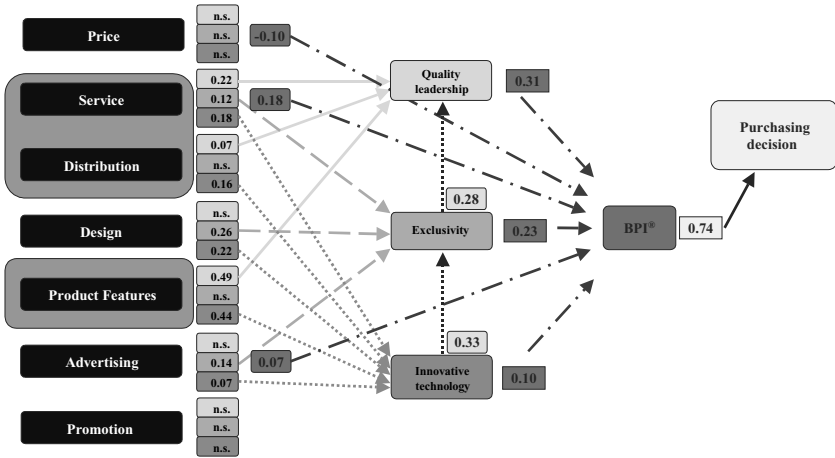 Price
n.s.
n.s.
n.s.
-0.10
Service
0.22
0.12
0.18
0.18
Distribution
0.07
n.s.
0.16
Design
n.s.
0.26
0.22
Product Features
0.49
n.s.
0.44
Advertising
n.s.
0.14
0.07
0.07
Promotion
n.s.
n.s.
n.s.
Quality
leadership
0.31
0.28
Exclusivity
0.23
0.33
Innovative
technology
0.10
BPI®
0.74
Purchasing
decision